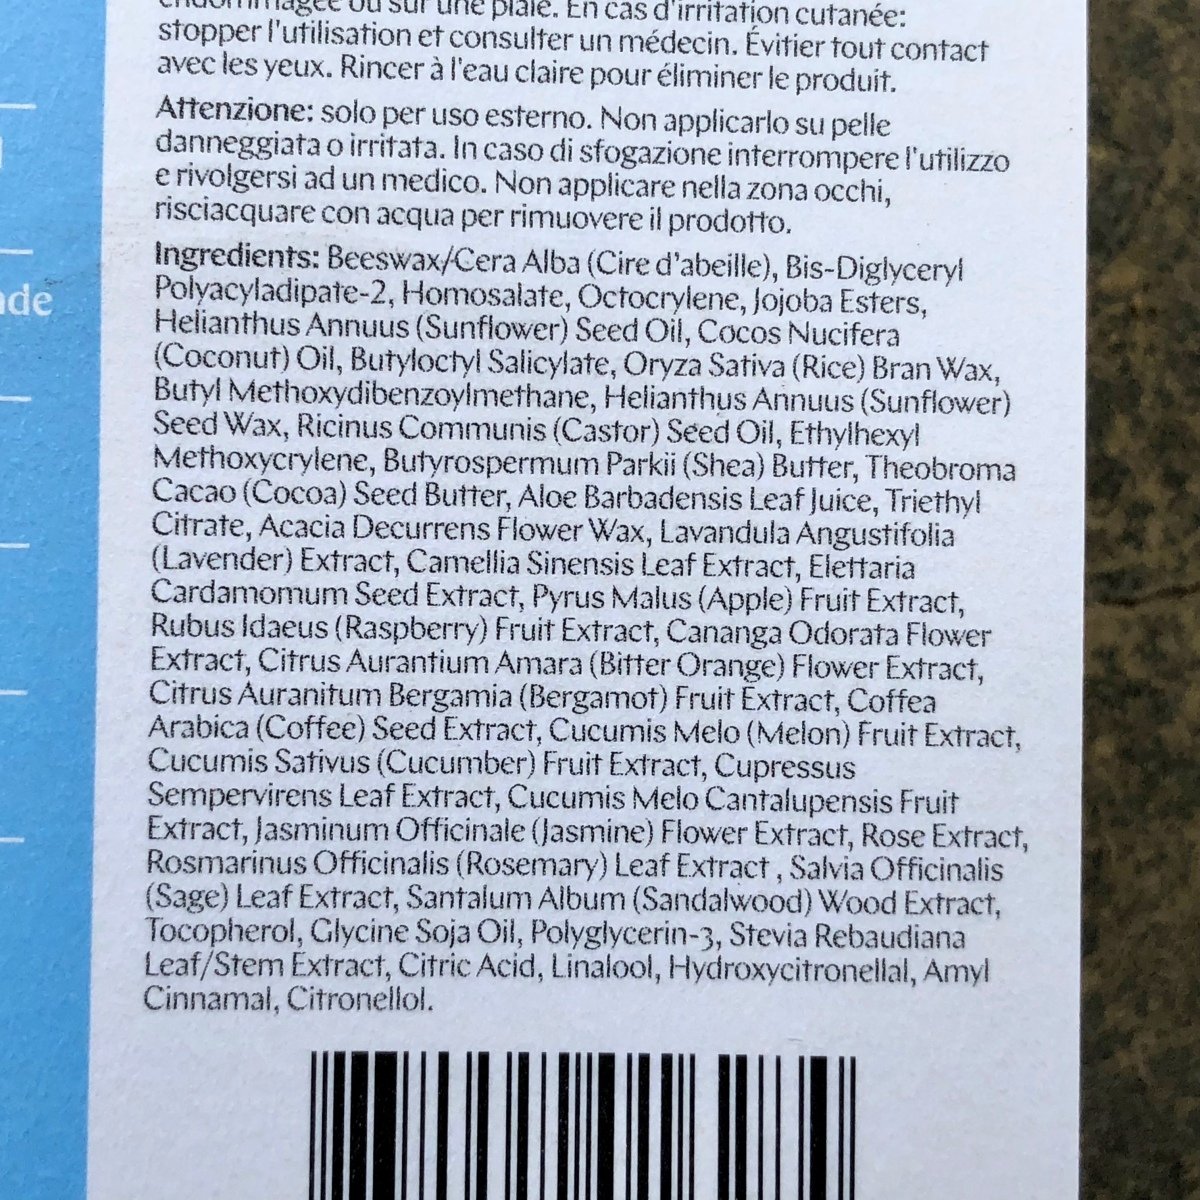 endommagée ou sur une plaie. En cas d'irritation cutanée:
stopper l'utilisation et consulter un médecin. Évitier tout contact
avec les yeux. Rincer à l'eau claire pour éliminer le produit.
Attenzione: solo per uso esterno. Non applicarlo su pelle
danneggiata o irritata. In caso di sfogazione interrompere l'utilizzo
e rivolgersi ad un medico. Non applicare nella zona occhi,
risciacquare con acqua per rimuovere il prodotto.
Ingredients: Beeswax/Cera Alba (Cire d'abeille), Bis-Diglyceryl
Polyacyladipate-2, Homosalate, Octocrylene, Jojoba Esters,
Helianthus Annuus (Sunflower) Seed Oil, Cocos Nucifera
(Coconut) Oil, Butyloctyl Salicylate, Oryza Sativa (Rice) Bran Wax,
Butyl Methoxydibenzoylmethane, Helianthus Annuus (Sunflower)
Seed Wax, Ricinus Communis (Castor) Seed Oil, Ethylhexyl
Methoxycrylene, Butyrospermum Parkii (Shea) Butter, Theobroma
Cacao (Cocoa) Seed Butter, Aloe Barbadensis Leaf Juice, Triethyl
Citrate, Acacia Decurrens Flower Wax, Lavandula Angustifolia
(Lavender) Extract, Camellia Sinensis Leaf Extract, Elettaria
Cardamomum Seed Extract, Pyrus Malus (Apple) Fruit Extract,
Rubus Idaeus (Raspberry) Fruit Extract, Cananga Odorata Flower
Extract, Citrus Aurantium Amara (Bitter Orange) Flower Extract,
Citrus Auranitum Bergamia (Bergamot) Fruit Extract, Coffea
Arabica (Coffee) Seed Extract, Cucumis Melo (Melon) Fruit Extract,
Cucumis Sativus (Cucumber) Fruit Extract, Cupressus
Sempervirens Leaf Extract, Cucumis Melo Cantalupensis Fruit
Extract, Jasminum Officinale (Jasmine) Flower Extract, Rose Extract,
Rosmarinus Officinalis (Rosemary) Leaf Extract , Salvia Officinalis
(Sage) Leaf Extract, Santalum Album (Sandalwood) Wood Extract,
Tocopherol, Glycine Soja Oil, Polyglycerin-3, Stevia Rebaudiana
Leaf/Stem Extract, Citric Acid, Linalool, Hydroxycitronellal, Amyl
Cinnamal, Citronellol.